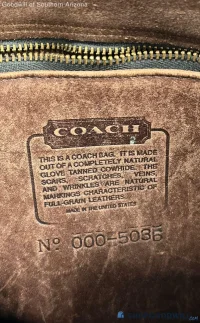 Goodwill of Southern Arizona
COACH
THIS IS A COACH BAG. IT IS MADE
OUT OF A COMPLETELY NATURAL
GLOVE TANNED COWHIDE. THE
SCARS, SCRATCHES, VEINS,
AND WRINKLES ARE NATURAL
MARKINGS CHARACTERISTIC OF
FULL-GRAIN LEATHERS.
MADE IN THE UNITED STATES
Nº 000-5036